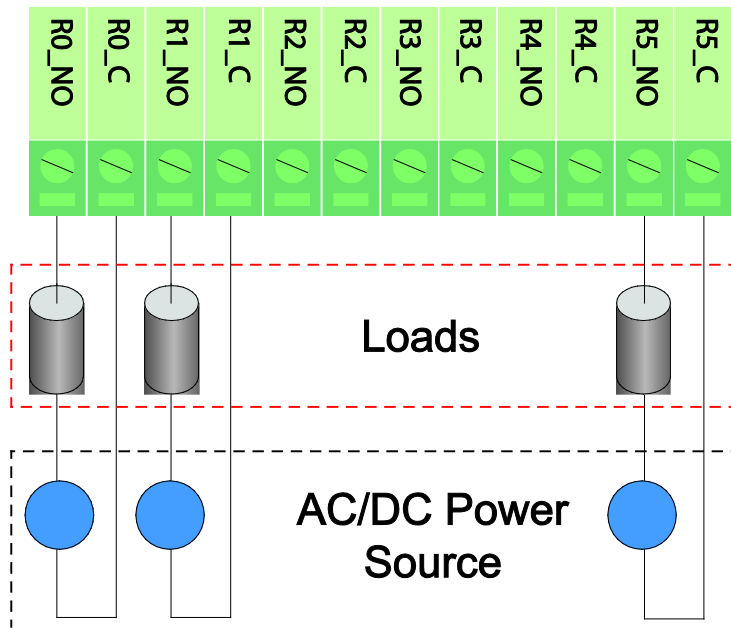 R0_NO
R0_C
R1_NO
R1_C
R2_NO
R2_C
R3_NO
R3_C
R4_NO
R4_C
R5_NO
R5_C
Loads
AC/DC Power
Source